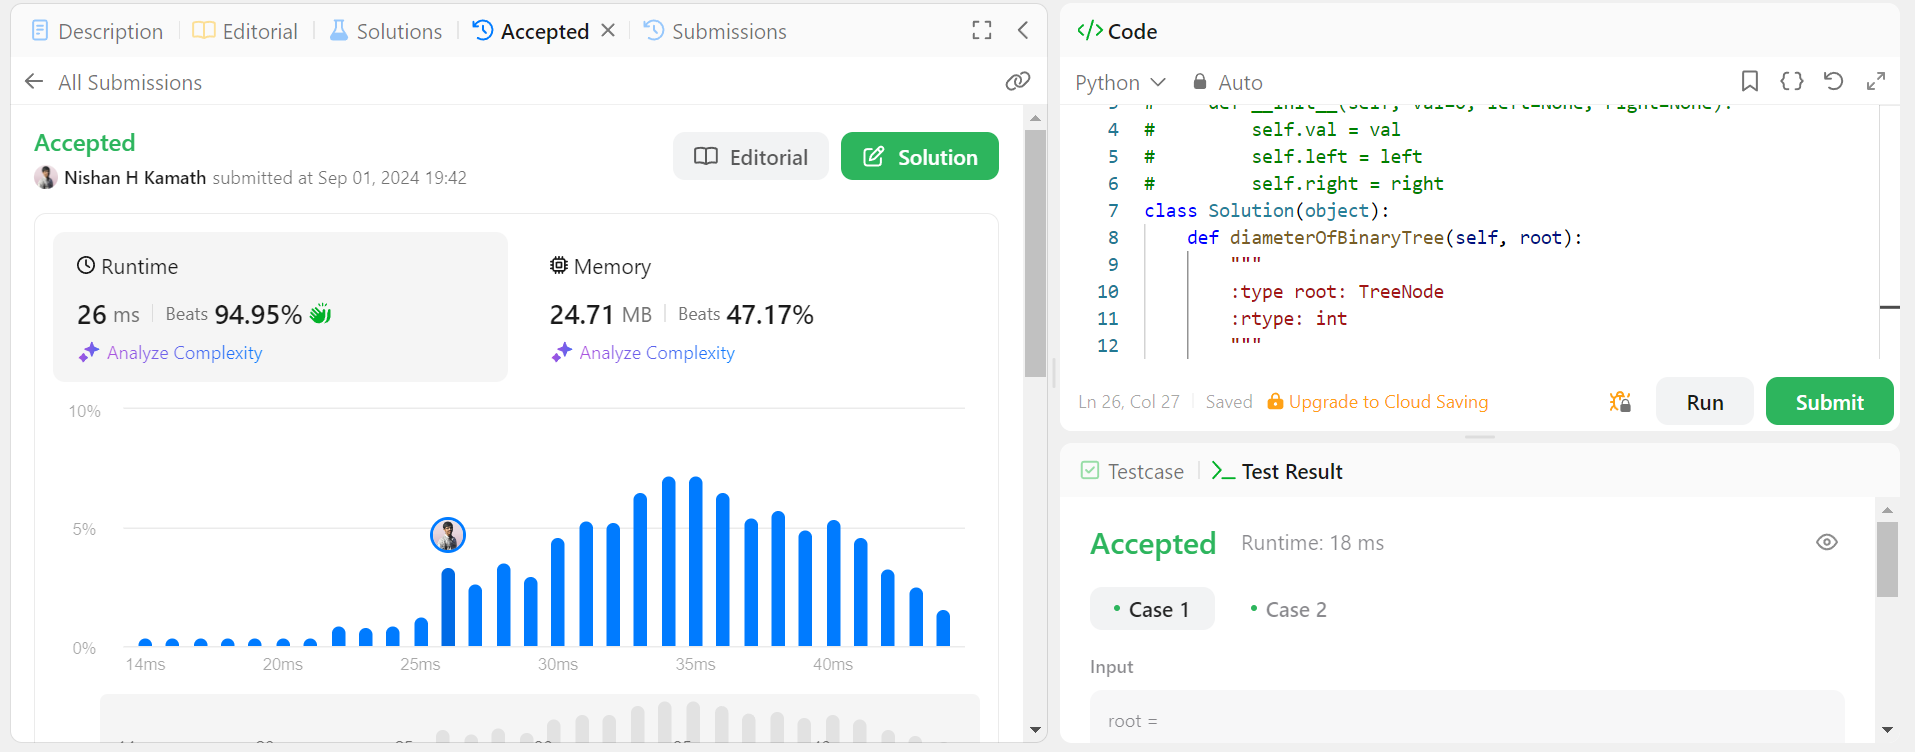 Description Editorial Solutions Accepted Submissions
All Submissions
Accepted
Nishan H Kamath submitted at Sep 01, 2024 19:42
Editorial Solution
Runtime
26 ms Beats 94.95%
Analyze Complexity
Memory
24.71 MB Beats 47.17%
Analyze Complexity
10%
5%
0%
14ms 20ms 25ms 30ms 35ms 40ms
Code
Python Auto
4 # self.val = val
5 # self.left = left
6 # self.right = right
7 class Solution(object):
8 def diameterOfBinaryTree(self, root):
9 """
10 :type root: TreeNode
11 :rtype: int
12 """
Ln 26, Col 27 Saved Upgrade to Cloud Saving Run Submit
Testcase >_ Test Result
Accepted Runtime: 18 ms
Case 1 Case 2
Input
root =